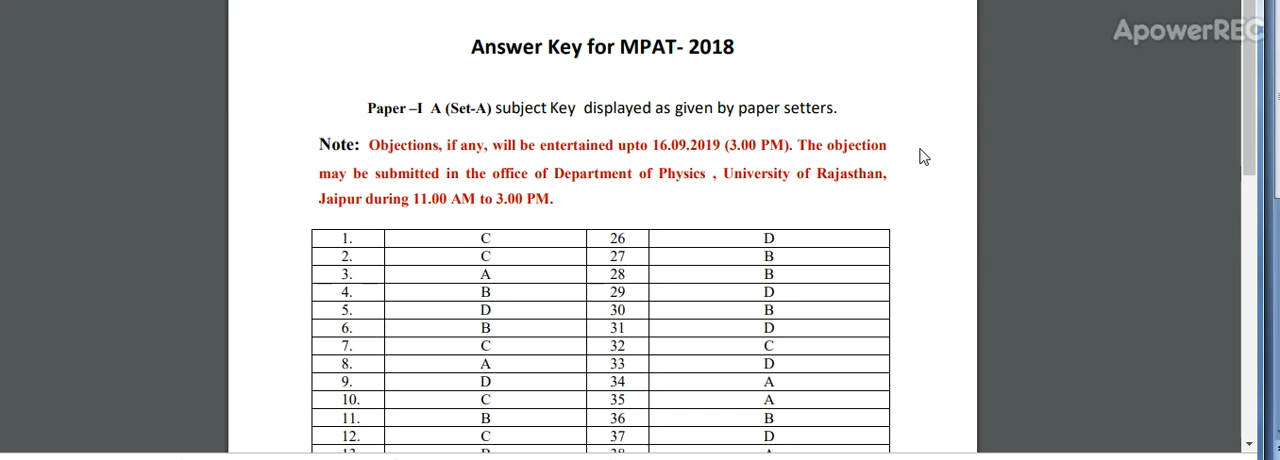 ApowerREC
Answer Key for MPAT- 2018
Paper –I A (Set-A) subject Key displayed as given by paper setters.
Note: Objections, if any, will be entertained upto 16.09.2019 (3.00 PM). The objection
may be submitted in the office of Department of Physics , University of Rajasthan,
Jaipur during 11.00 AM to 3.00 PM.
1. C 26 D
2. C 27 B
3. A 28 B
4. B 29 D
5. D 30 B
6. B 31 D
7. C 32 C
8. A 33 D
9. D 34 A
10. C 35 A
11. B 36 B
12. C 37 D